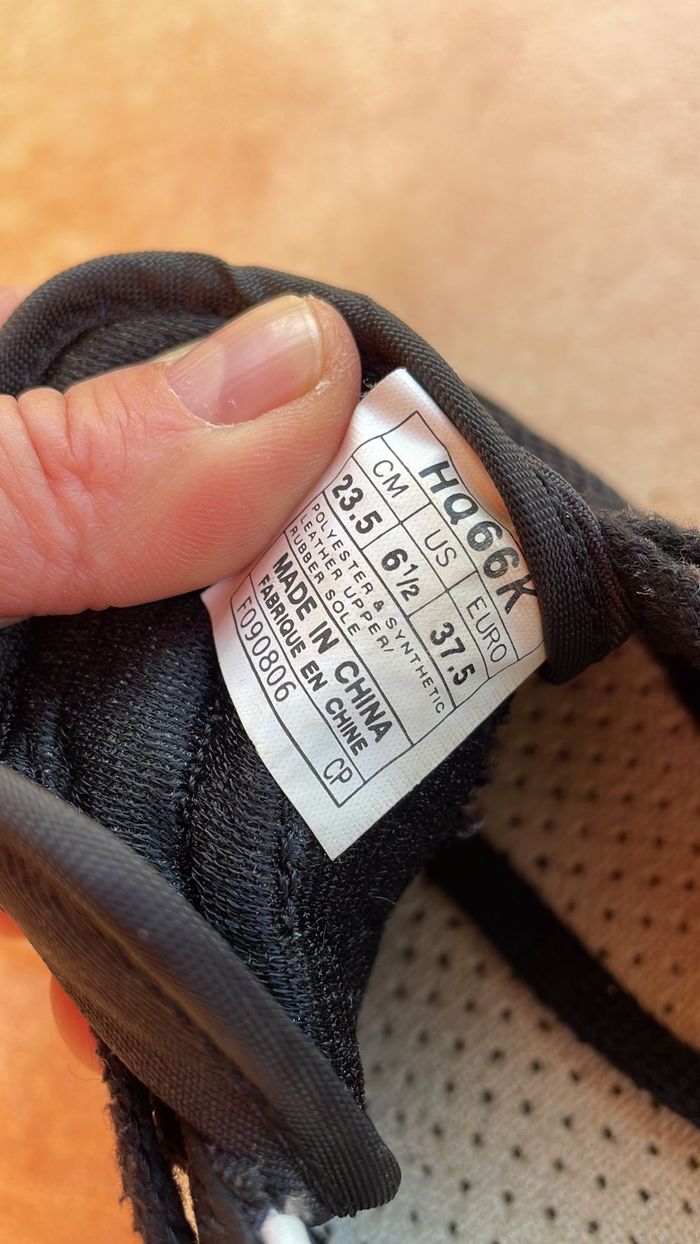 HQ66K
CM US EURO
23.5 6½ 37.5
POLYESTER & SYNTHETIC
LEATHER UPPER/
RUBBER SOLE
MADE IN CHINA
FABRIQUE EN CHINE
F090806 CP